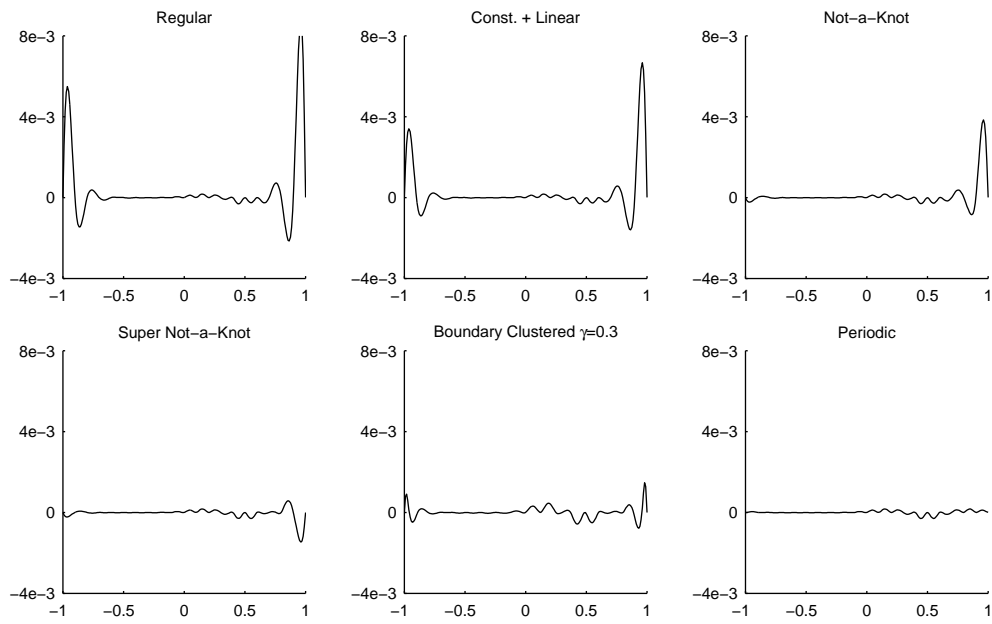 Regular
8e−3
4e−3
0
−4e−3
−1
−0.5
0
0.5
1
Const. + Linear
8e−3
4e−3
0
−4e−3
−1
−0.5
0
0.5
1
Not−a−Knot
8e−3
4e−3
0
−4e−3
−1
−0.5
0
0.5
1
Super Not−a−Knot
8e−3
4e−3
0
−4e−3
−1
−0.5
0
0.5
1
Boundary Clustered γ=0.3
8e−3
4e−3
0
−4e−3
−1
−0.5
0
0.5
1
Periodic
8e−3
4e−3
0
−4e−3
−1
−0.5
0
0.5
1